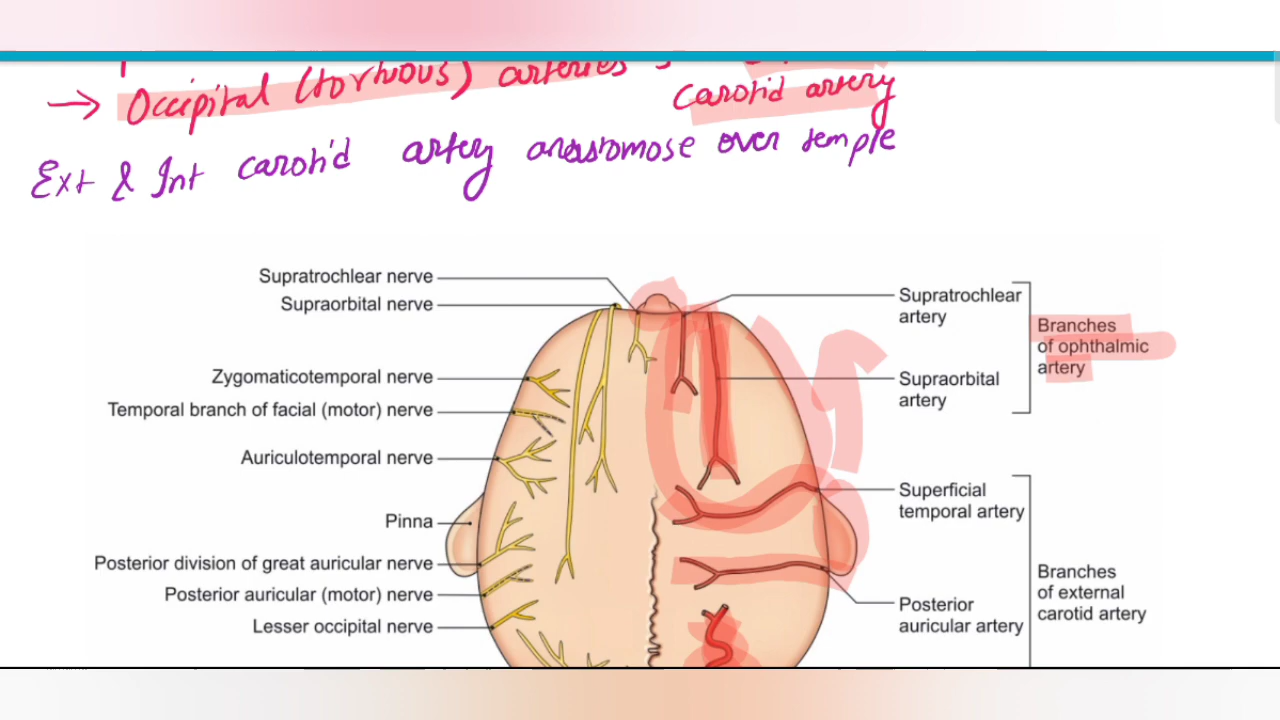 → Occipital (tortuous) arteries
carotid artery
Ext & Int carotid artery anastomose over temple
Supratrochlear nerve
Supraorbital nerve
Zygomaticotemporal nerve
Temporal branch of facial (motor) nerve
Auriculotemporal nerve
Pinna
Posterior division of great auricular nerve
Posterior auricular (motor) nerve
Lesser occipital nerve
Supratrochlear
artery
Supraorbital
artery
Branches
of ophthalmic
artery
Superficial
temporal artery
Posterior
auricular artery
Branches
of external
carotid artery